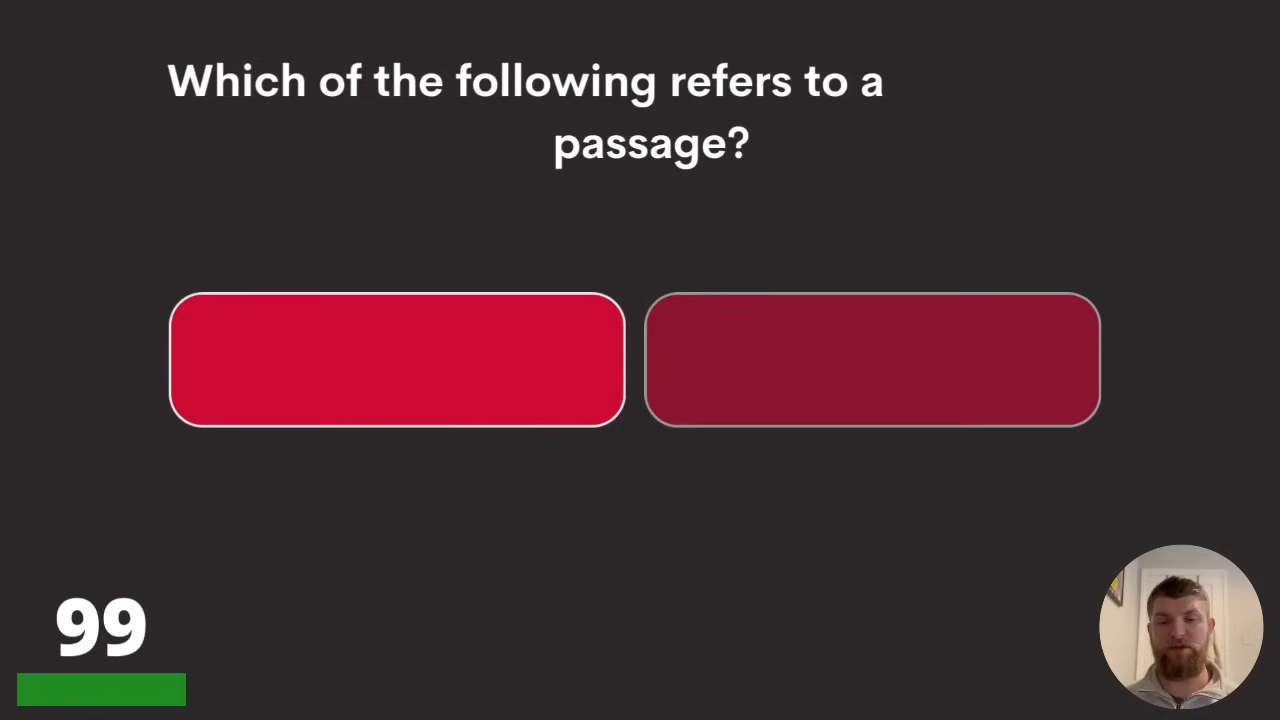 Which of the following refers to a
passage?
99